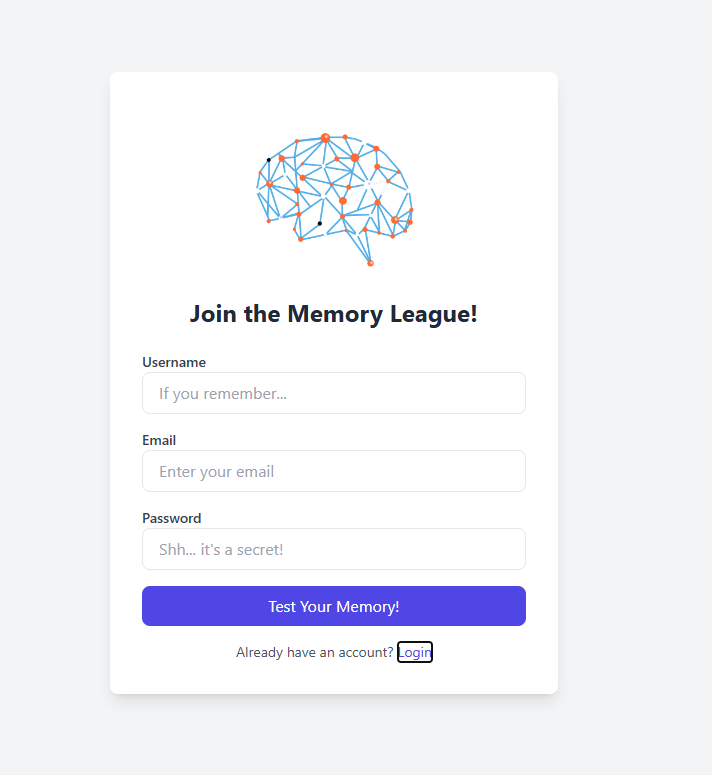 Join the Memory League!
Username
If you remember...
Email
Enter your email
Password
Shh... it's a secret!
Test Your Memory!
Already have an account? Login